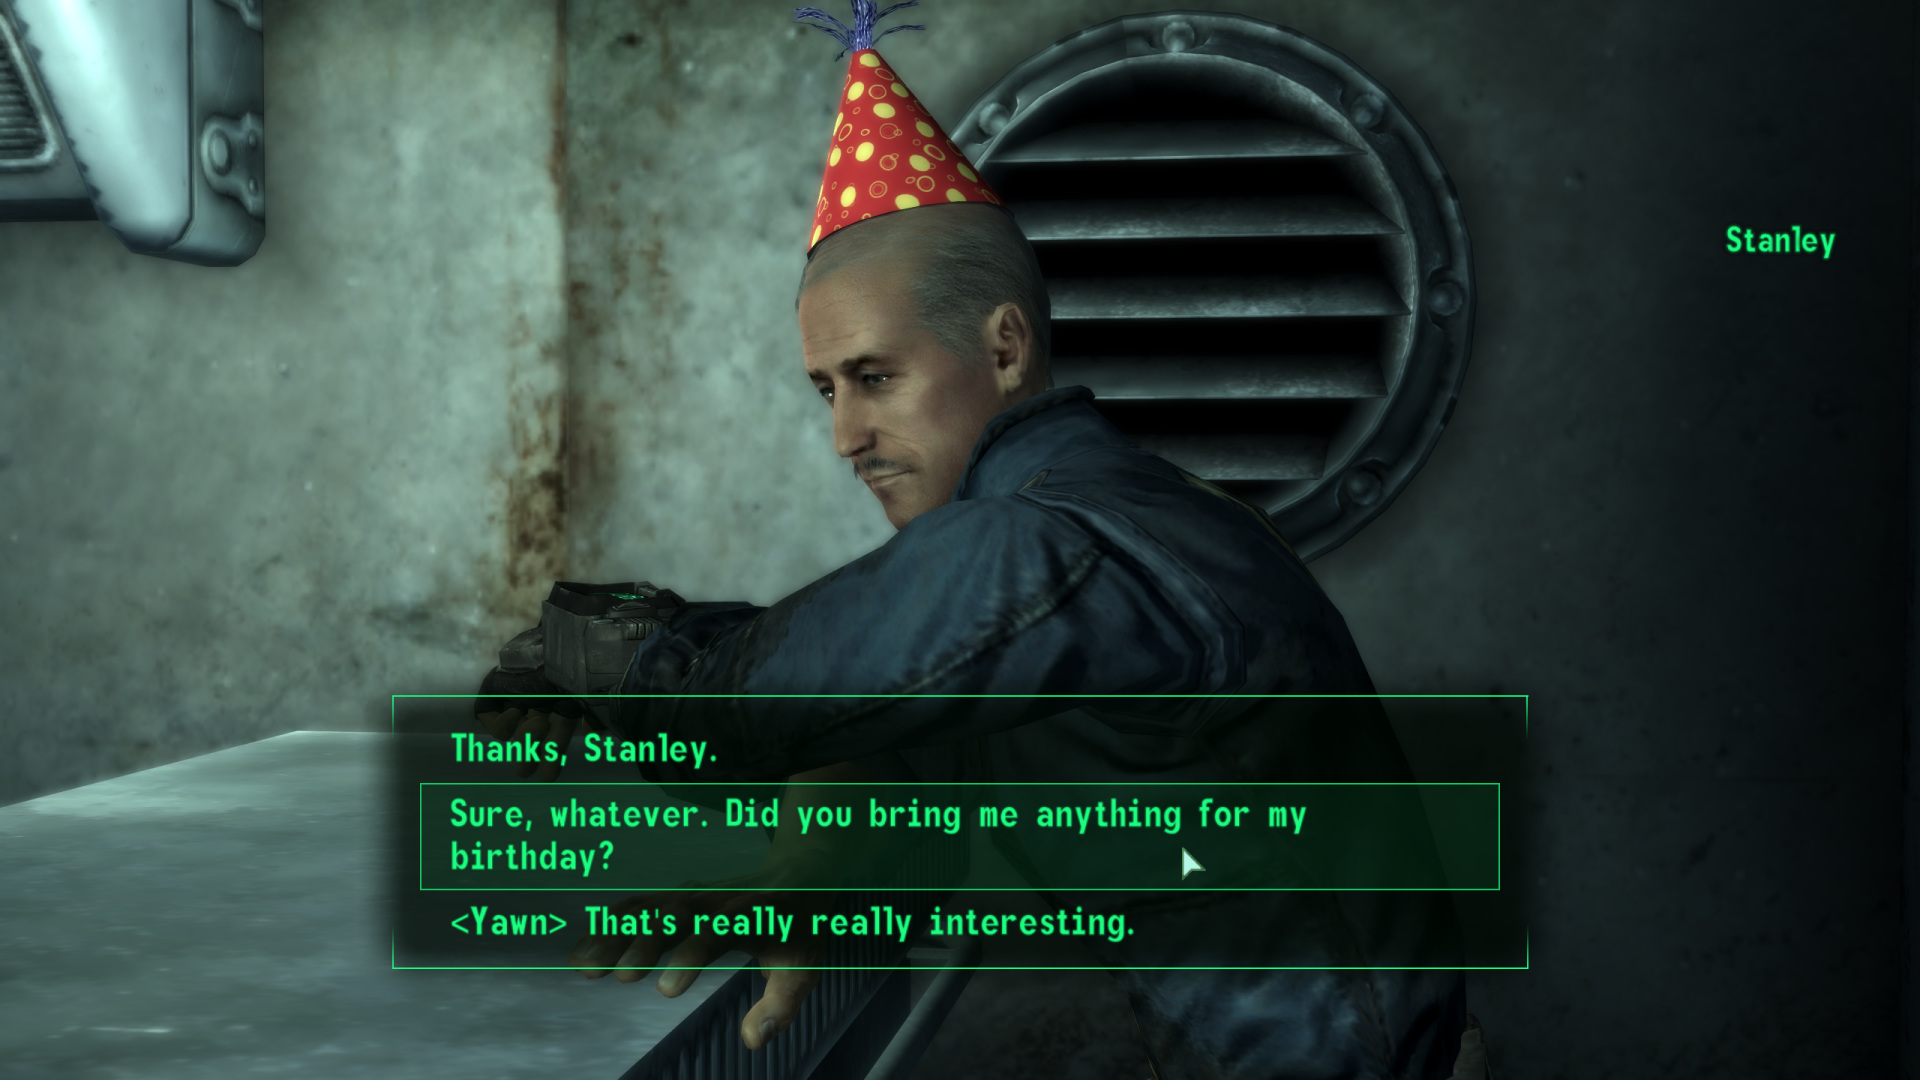 Stanley
Thanks, Stanley.
Sure, whatever. Did you bring me anything for my
birthday?
<Yawn> That's really really interesting.